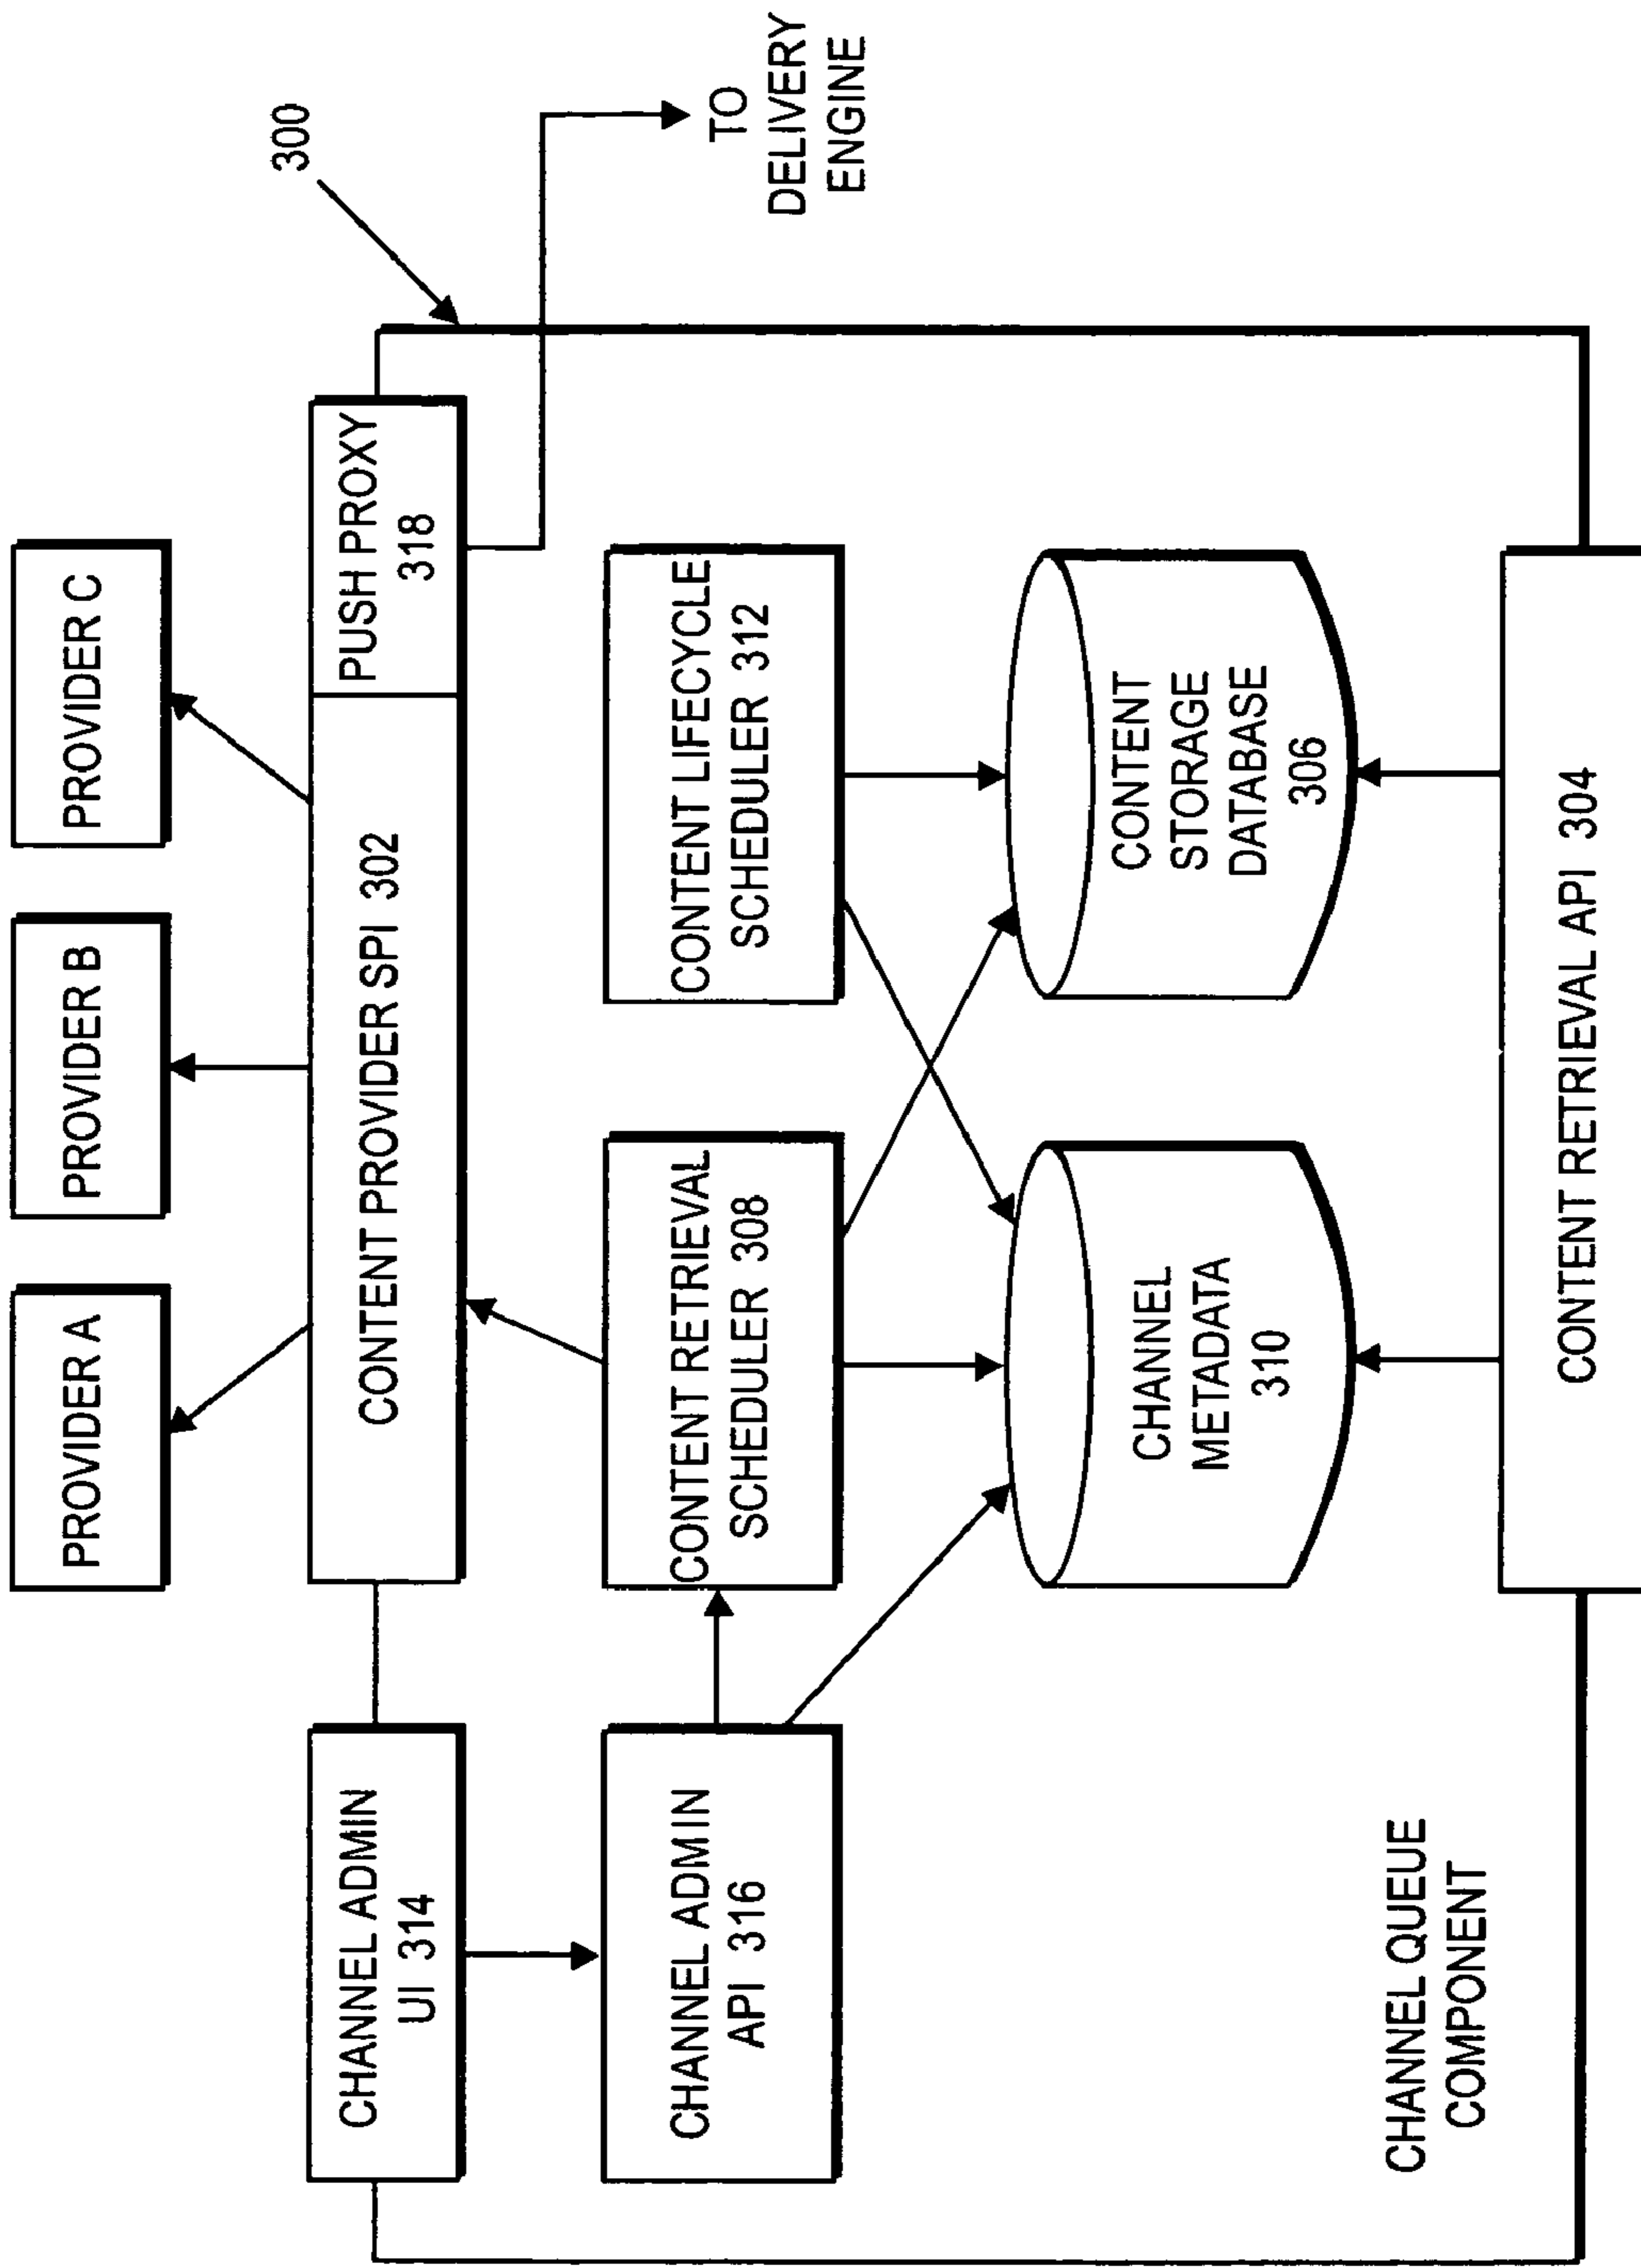 PROVIDER A
PROVIDER B
PROVIDER C
300
TO
DELIVERY
ENGINE
CHANNEL ADMIN
UI 314
CONTENT PROVIDER SPI 302
PUSH PROXY
318
CHANNEL ADMIN
API 316
CONTENT RETRIEVAL
SCHEDULER 308
CONTENT LIFECYCLE
SCHEDULER 312
CHANNEL
METADATA
310
CONTENT
STORAGE
DATABASE
306
CHANNEL QUEUE
COMPONENT
CONTENT RETRIEVAL API 304